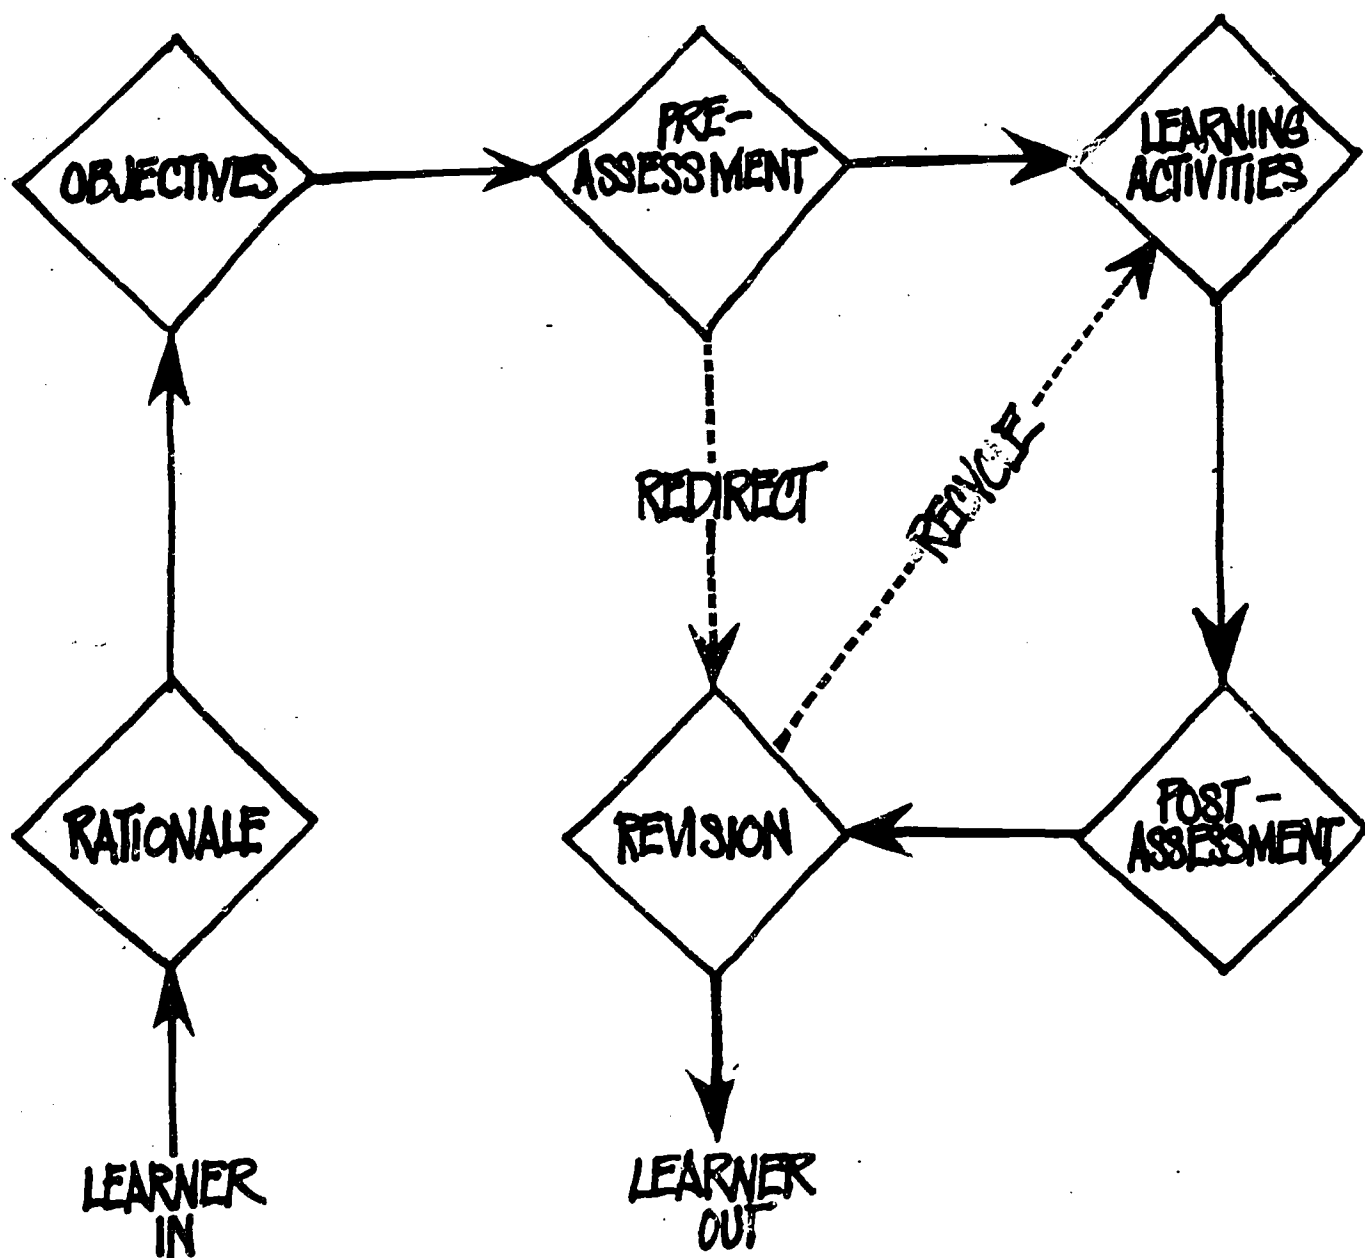 OBJECTIVES
PRE-
ASSESSMENT
LEARNING
ACTIVITIES
REDIRECT
RECYCLE
RATIONALE
REVISION
POST-
ASSESSMENT
LEARNER
IN
LEARNER
OUT